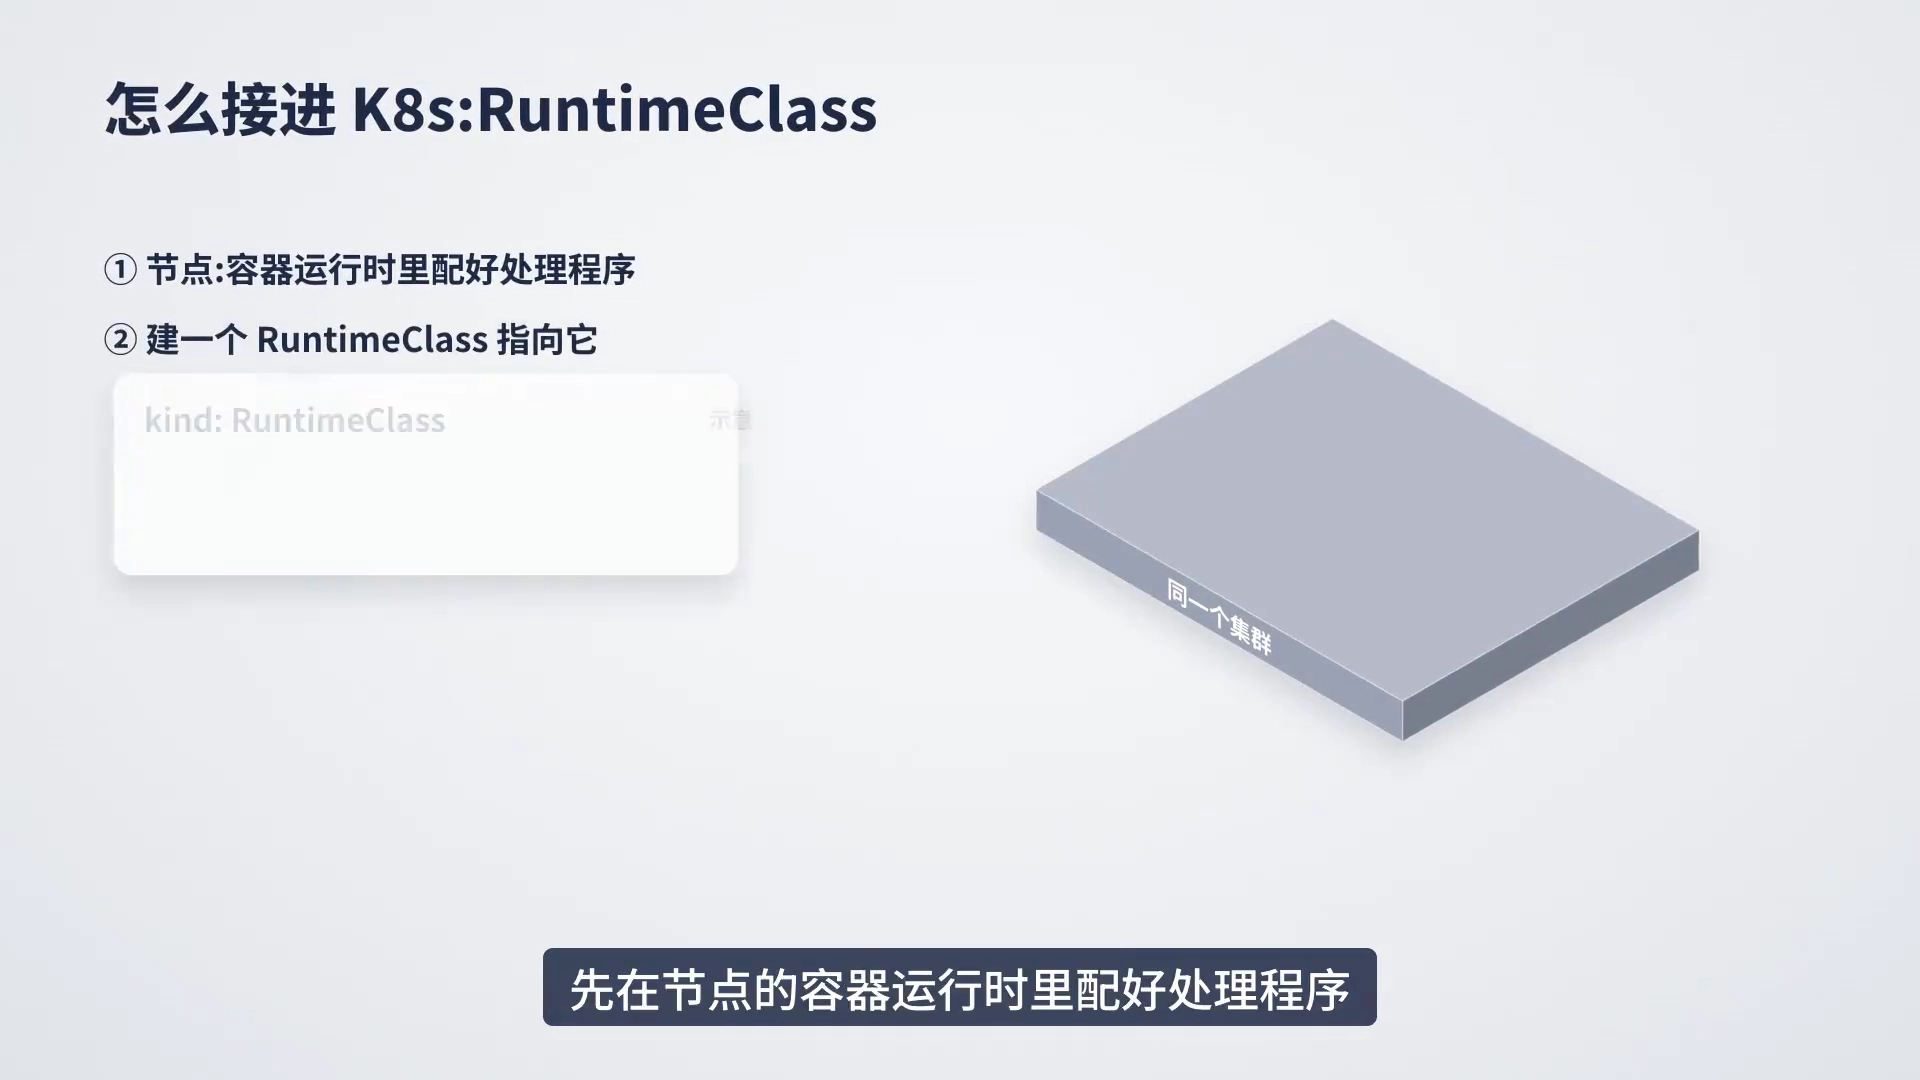 怎么接进 K8s:RuntimeClass
① 节点:容器运行时里配好处理程序
② 建一个 RuntimeClass 指向它
kind: RuntimeClass
示意
同一个集群
先在节点的容器运行时里配好处理程序